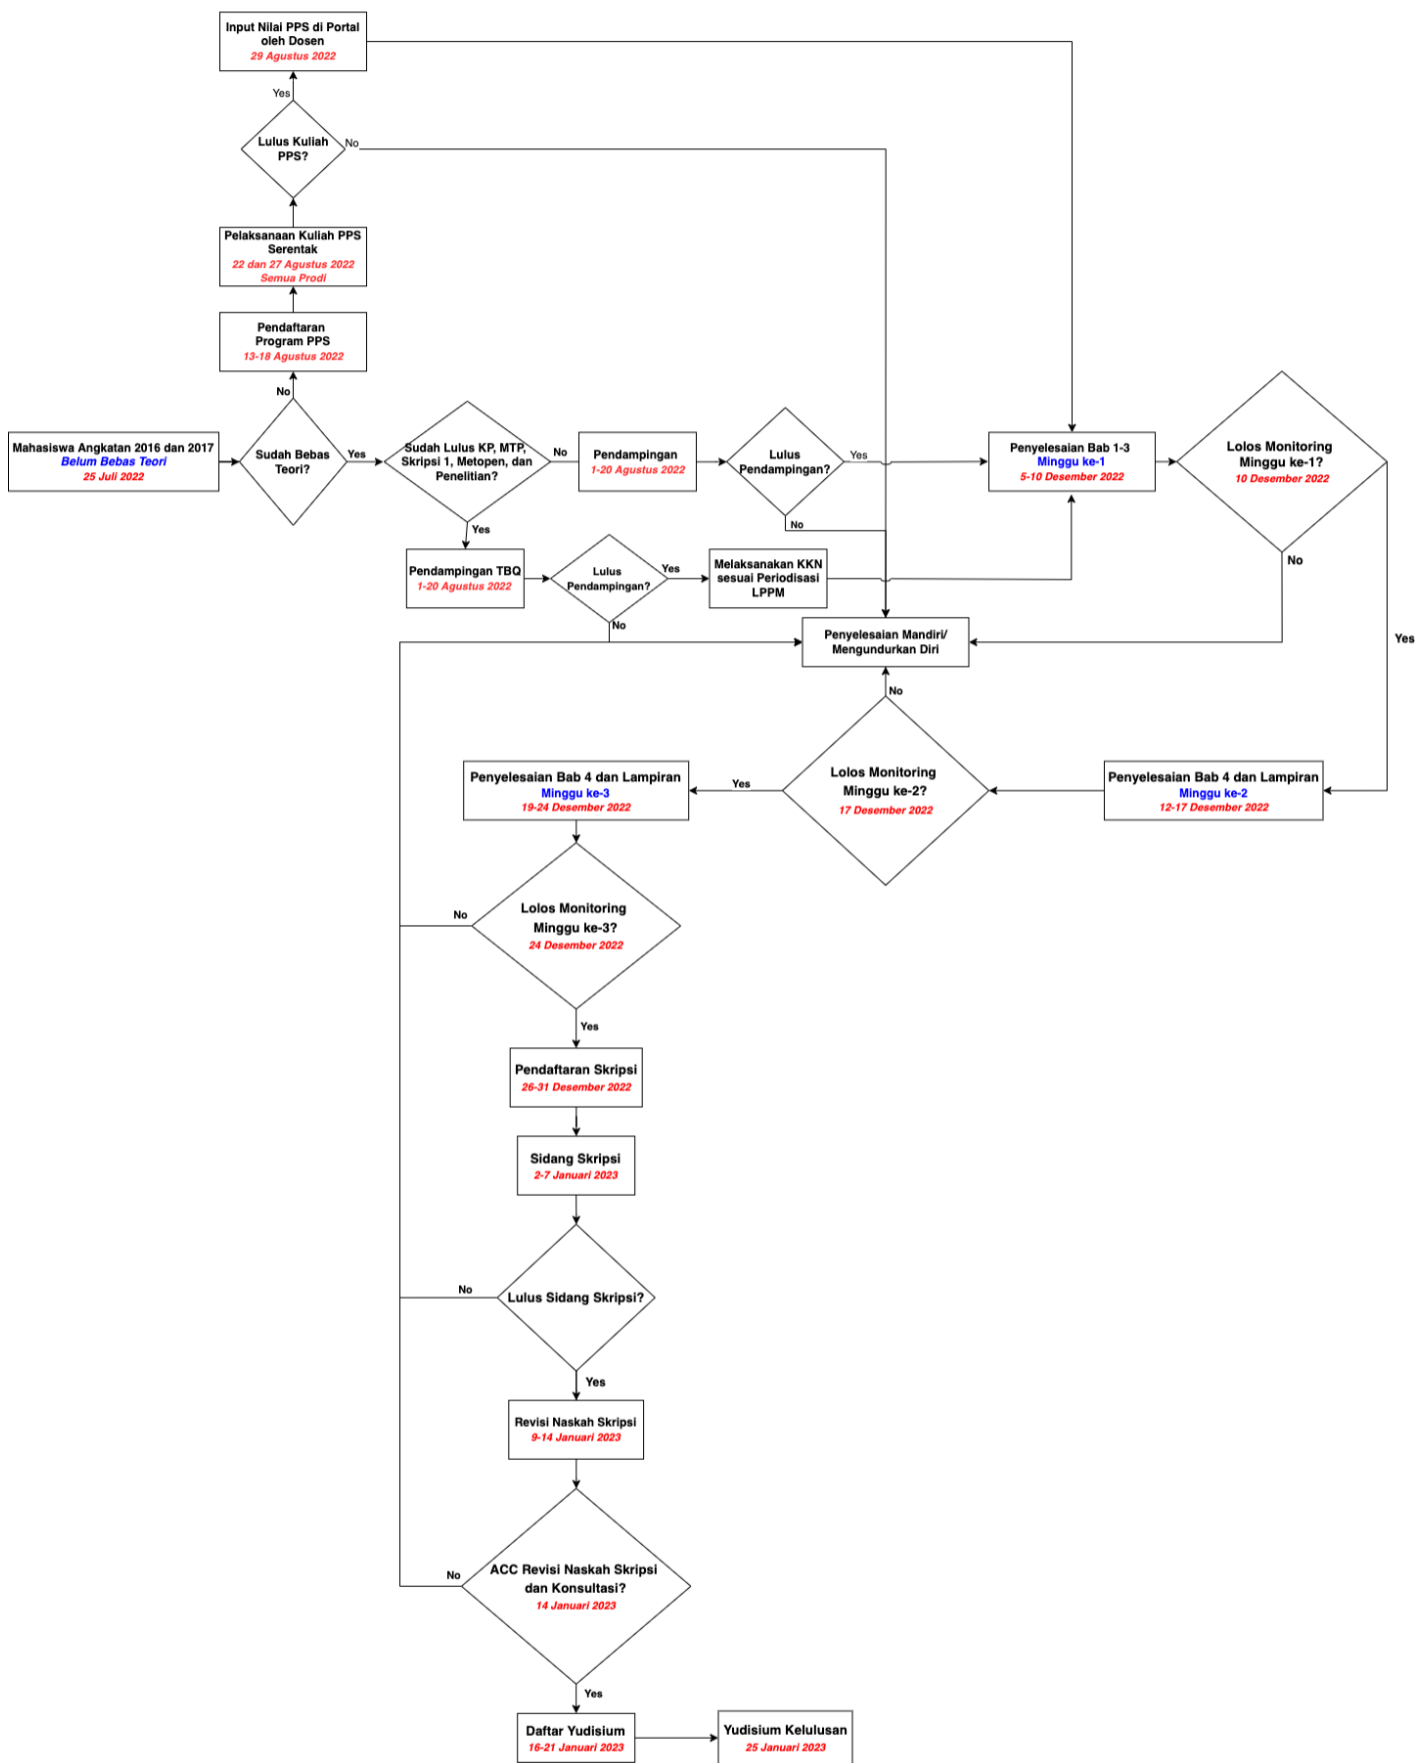 Input Nilai PPS di Portal
oleh Dosen
29 Agustus 2022
Yes
Lulus Kuliah
PPS?
No
Pelaksanaan Kuliah PPS
Serentak
22 dan 27 Agustus 2022
Semua Prodi
Pendaftaran
Program PPS
13-18 Agustus 2022
No
Mahasiswa Angkatan 2016 dan 2017
Belum Bebas Teori
25 Juli 2022
Sudah Bebas
Teori?
Yes
Sudah Lulus KP, MTP,
Skripsi 1, Metopen, dan
Penelitian?
No
Pendampingan
1-20 Agustus 2022
Lulus
Pendampingan?
Yes
No
Penyelesaian Bab 1-3
Minggu ke-1
5-10 Desember 2022
Lolos Monitoring
Minggu ke-1?
10 Desember 2022
No
Yes
Yes
Pendampingan TBQ
1-20 Agustus 2022
Lulus
Pendampingan?
Yes
No
Melaksanakan KKN
sesuai Periodisasi
LPPM
Penyelesaian Mandiri/
Mengundurkan Diri
No
Penyelesaian Bab 4 dan Lampiran
Minggu ke-2
12-17 Desember 2022
Lolos Monitoring
Minggu ke-2?
17 Desember 2022
Yes
Penyelesaian Bab 4 dan Lampiran
Minggu ke-3
19-24 Desember 2022
Lolos Monitoring
Minggu ke-3?
24 Desember 2022
No
Yes
Pendaftaran Skripsi
26-31 Desember 2022
Sidang Skripsi
2-7 Januari 2023
Lulus Sidang Skripsi?
No
Yes
Revisi Naskah Skripsi
9-14 Januari 2023
ACC Revisi Naskah Skripsi
dan Konsultasi?
14 Januari 2023
No
Yes
Daftar Yudisium
16-21 Januari 2023
Yudisium Kelulusan
25 Januari 2023